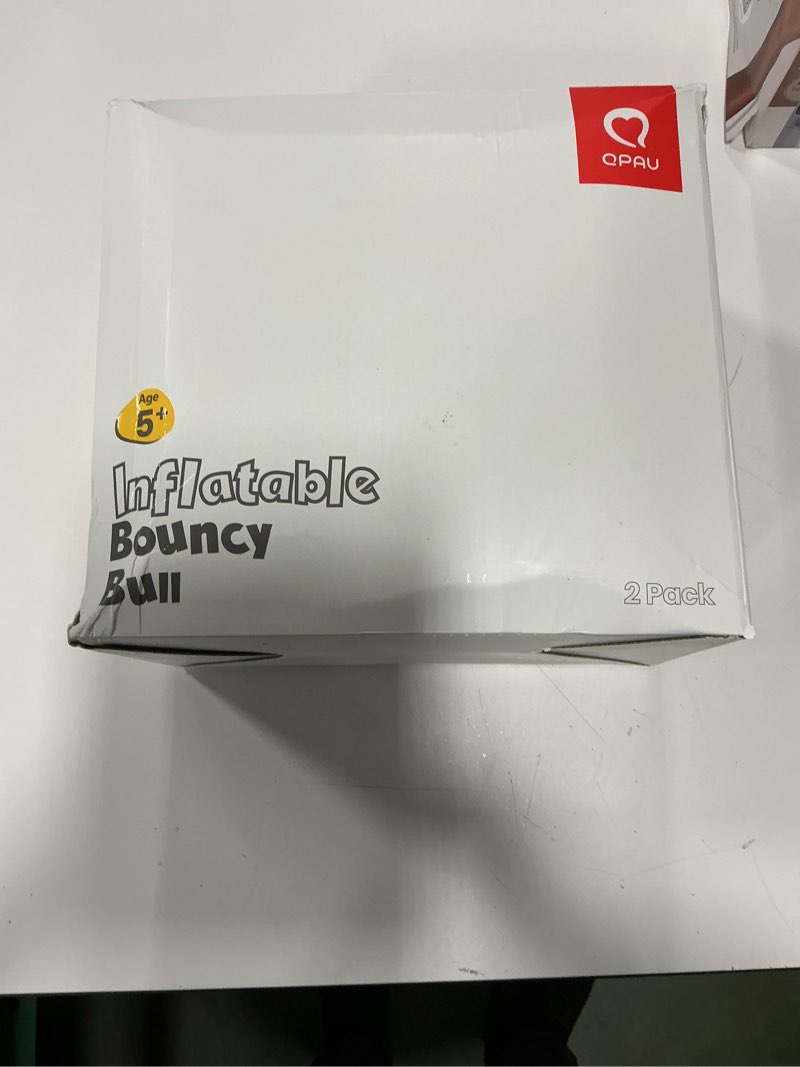 QPAU
Age
5+
Inflatable
Bouncy
Bull
2 Pack